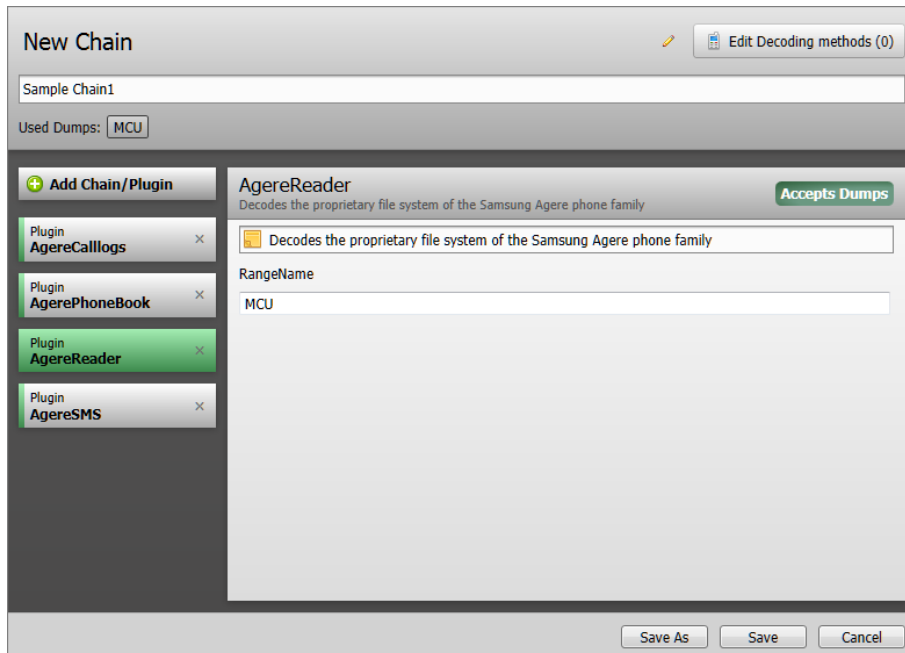 New Chain
Edit Decoding methods (0)
Sample Chain1
Used Dumps: MCU
Add Chain/Plugin
Plugin
AgereCalllogs
Plugin
AgerePhoneBook
Plugin
AgereReader
Plugin
AgereSMS
AgereReader
Decodes the proprietary file system of the Samsung Agere phone family
Accepts Dumps
Decodes the proprietary file system of the Samsung Agere phone family
RangeName
MCU
Save As
Save
Cancel